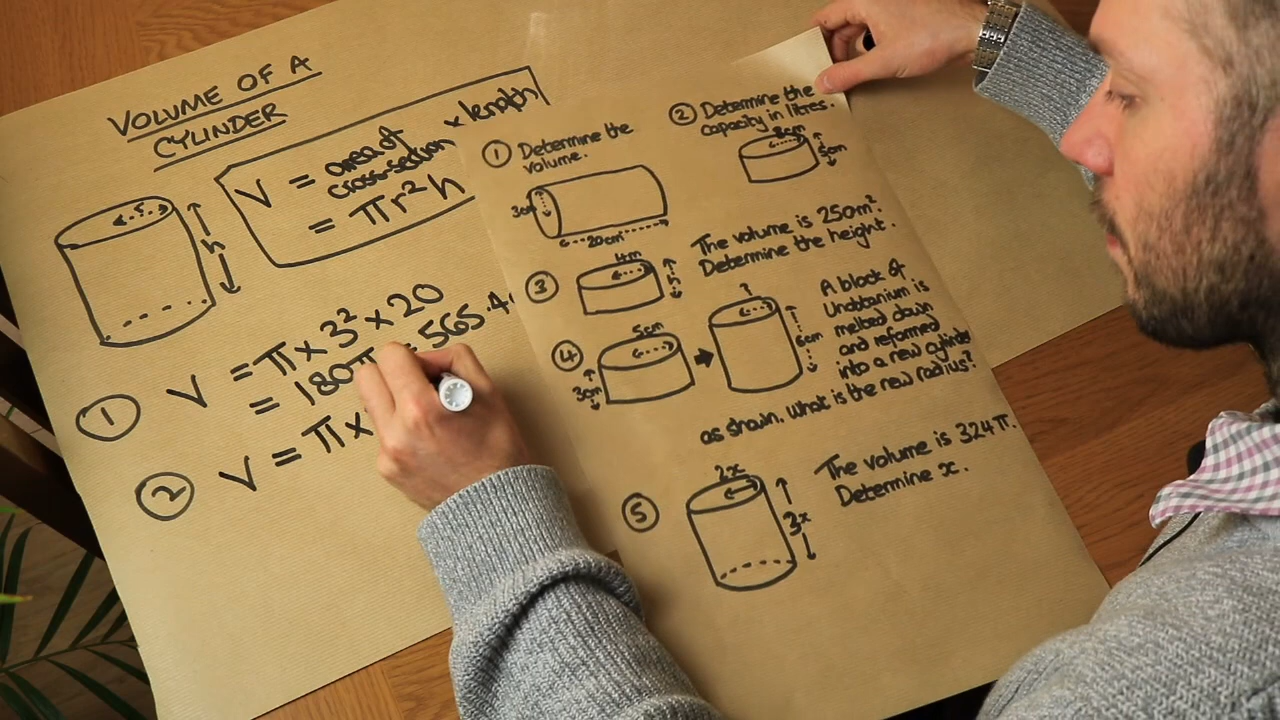 VOLUME OF A
CYLINDER
V = area of
cross-section × length
= πr²h
r
h
① V = π × 3² × 20
= 180π = 565.4
② V = π ×
① Determine the
volume.
3cm
20cm
② Determine the
capacity in litres.
8cm
5cm
③
4m
h
The volume is 250m³.
Determine the height.
④
5cm
3cm
?
6cm
A block of
Unobtanium is
melted down
and reformed
into a new cylinder
as shown. What is the new radius?
⑤
2x
3x
The volume is 324π.
Determine x.